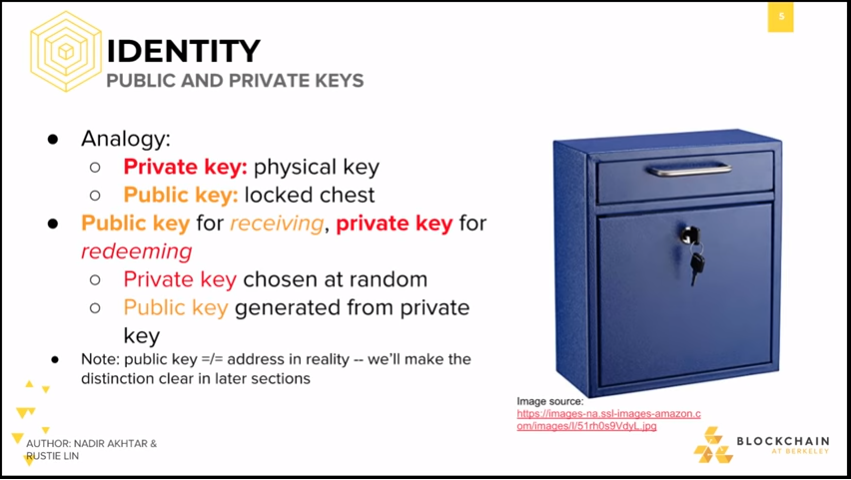 5
IDENTITY
PUBLIC AND PRIVATE KEYS
● Analogy:
○ Private key: physical key
○ Public key: locked chest
● Public key for receiving, private key for
redeeming
○ Private key chosen at random
○ Public key generated from private
key
● Note: public key =/= address in reality -- we'll make the
distinction clear in later sections
Image source:
https://images-na.ssl-images-amazon.c
om/images/I/51rh0s9VdyL.jpg
AUTHOR: NADIR AKHTAR &
RUSTIE LIN
BLOCKCHAIN
AT BERKELEY